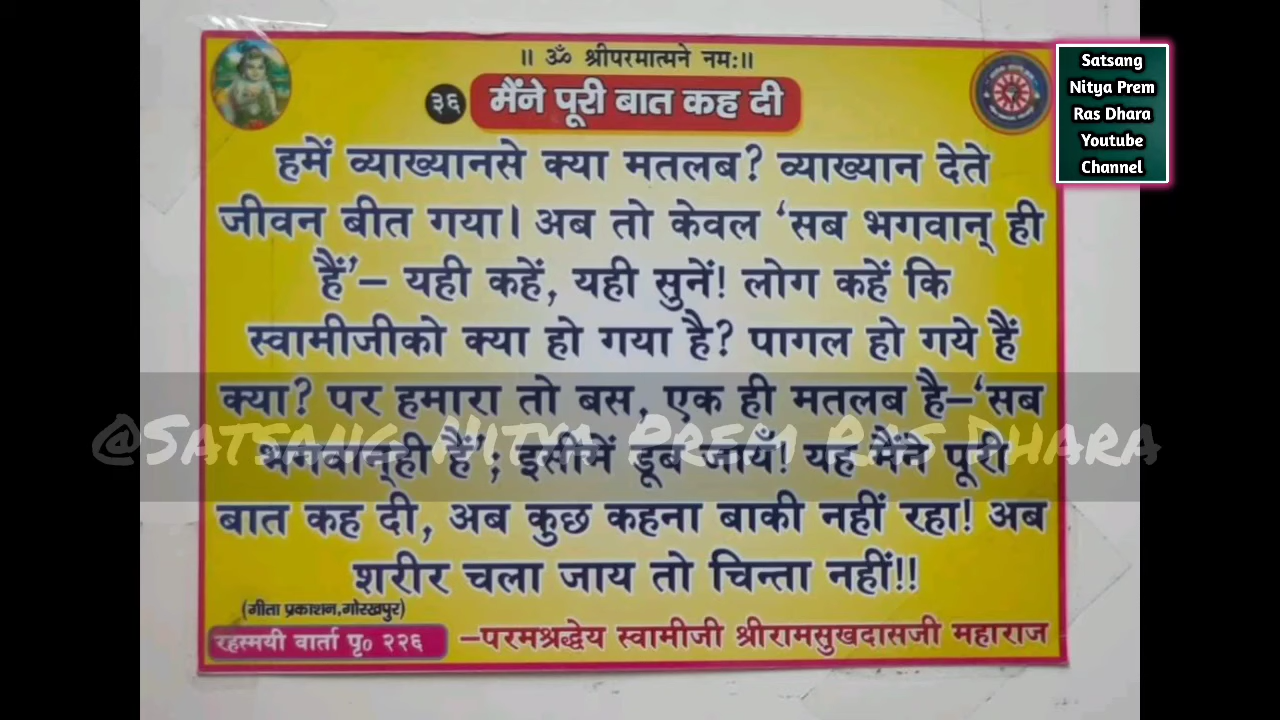 ॥ ॐ श्रीपरमात्मने नमः॥
३६ मैंने पूरी बात कह दी
हमें व्याख्यानसे क्या मतलब? व्याख्यान देते
जीवन बीत गया। अब तो केवल ‘सब भगवान् ही
हैं’– यही कहें, यही सुनें! लोग कहें कि
स्वामीजीको क्या हो गया है? पागल हो गये हैं
क्या? पर हमारा तो बस, एक ही मतलब है–‘सब
भगवान्‌ही हैं’; इसीमें डूब जायँ! यह मैंने पूरी
बात कह दी, अब कुछ कहना बाकी नहीं रहा! अब
शरीर चला जाय तो चिन्ता नहीं!!
(गीता प्रकाशन,गोरखपुर)
रहस्मयी वार्ता पृ० २२६
–परमश्रद्धेय स्वामीजी श्रीरामसुखदासजी महाराज
Satsang
Nitya Prem
Ras Dhara
Youtube
Channel
@Satsang Nitya Prem Ras Dhara